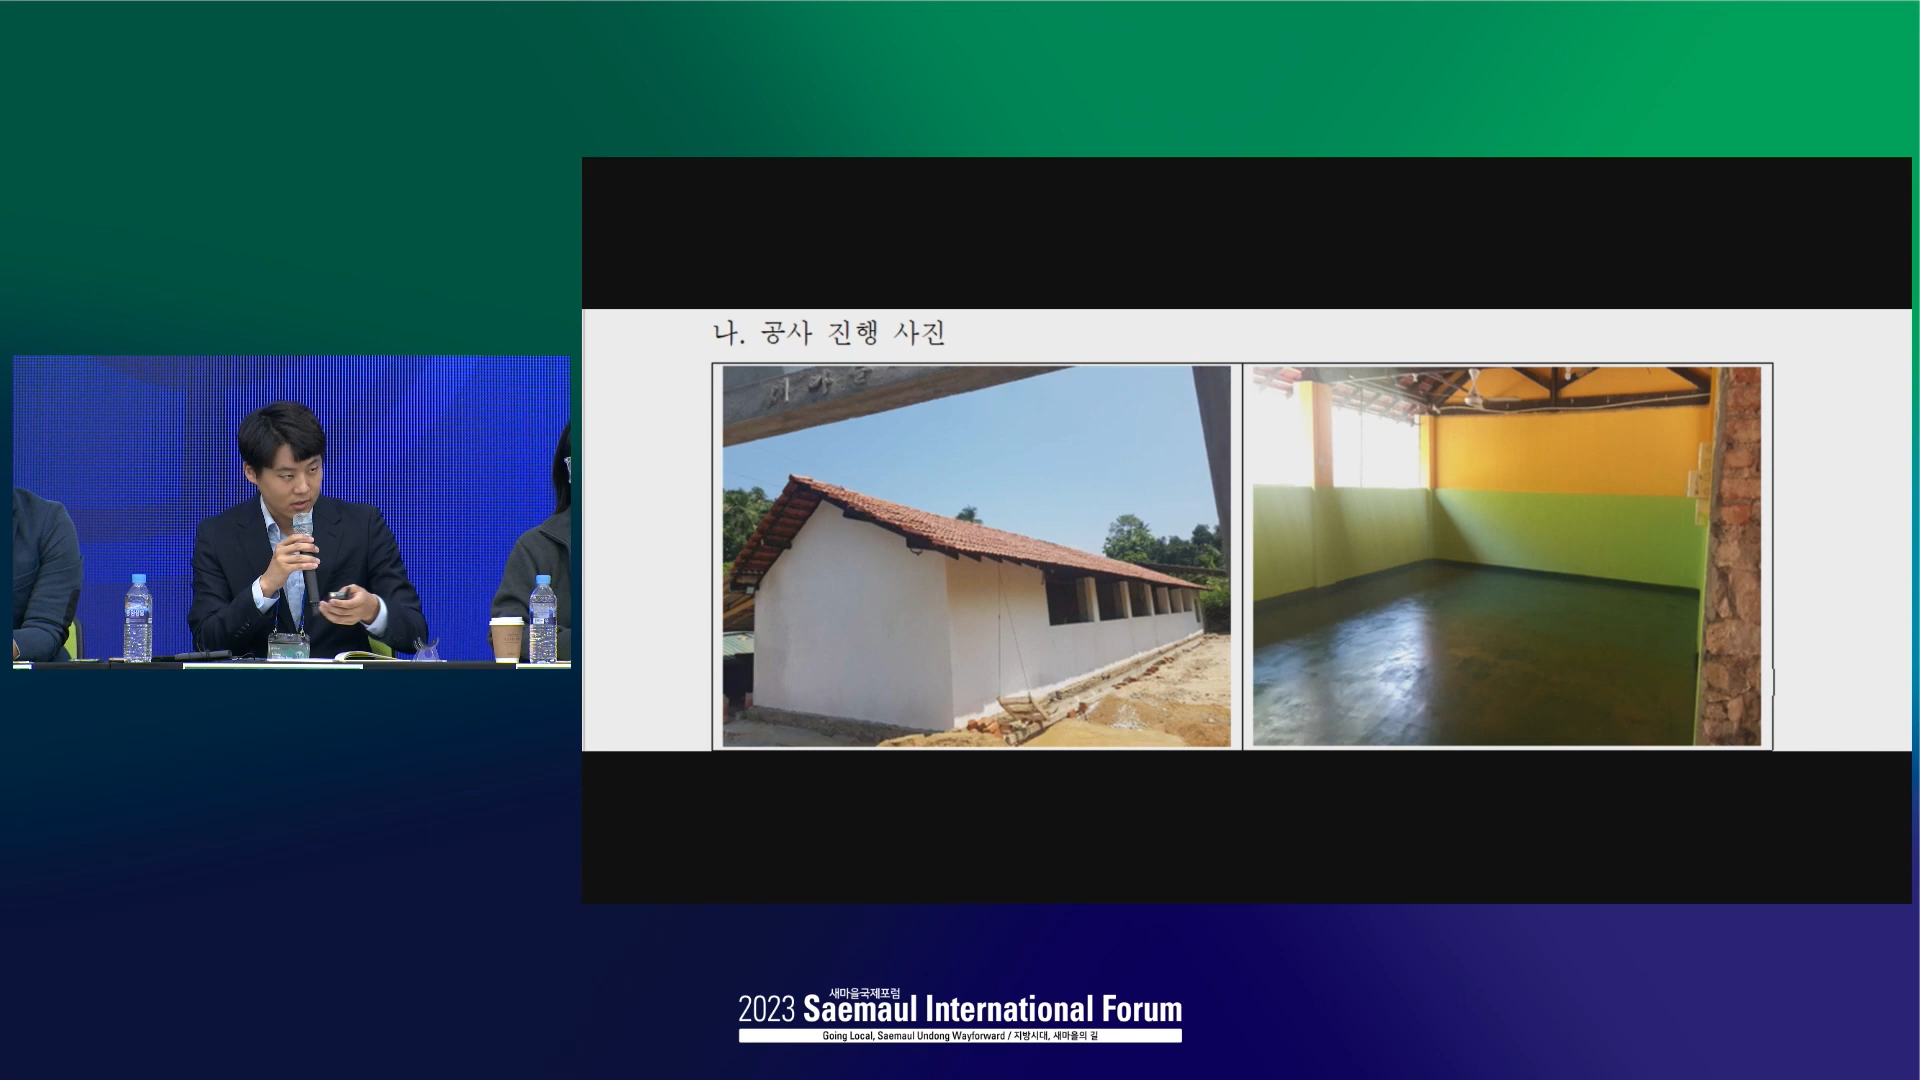 나. 공사 진행 사진
새마을국제포럼
2023 Saemaul International Forum
Going Local, Saemaul Undong Wayforward / 지방시대, 새마을의 길